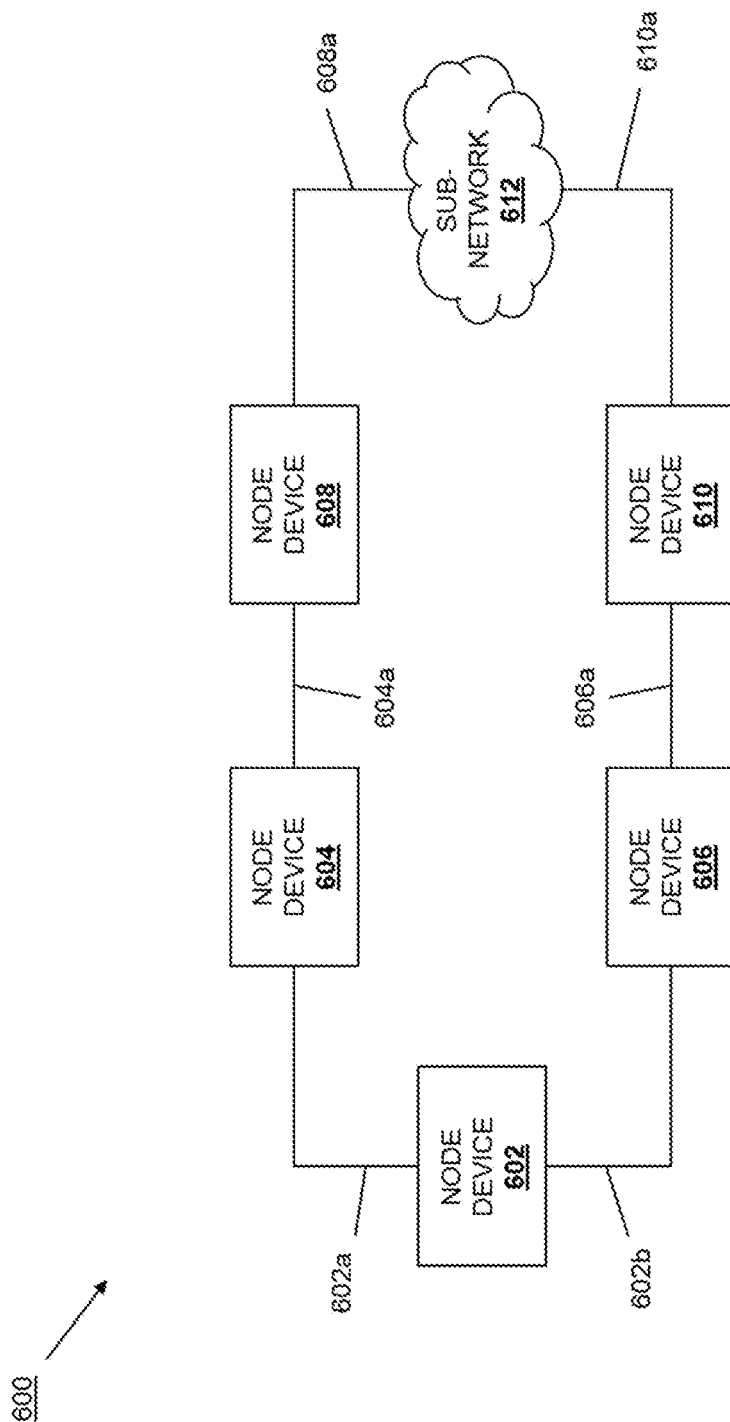 600
602a
NODE
DEVICE
602
602b
NODE
DEVICE
604
604a
NODE
DEVICE
606
606a
NODE
DEVICE
608
608a
NODE
DEVICE
610
610a
SUB-
NETWORK
612